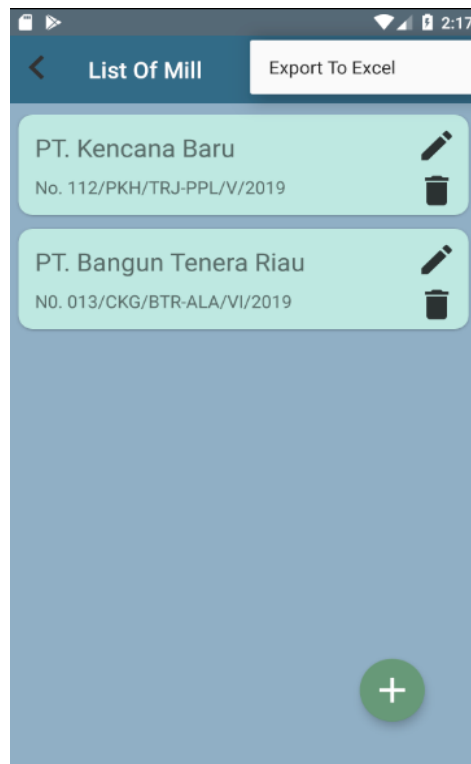 2:17
List Of Mill
Export To Excel
PT. Kencana Baru
No. 112/PKH/TRJ-PPL/V/2019
PT. Bangun Tenera Riau
N0. 013/CKG/BTR-ALA/VI/2019